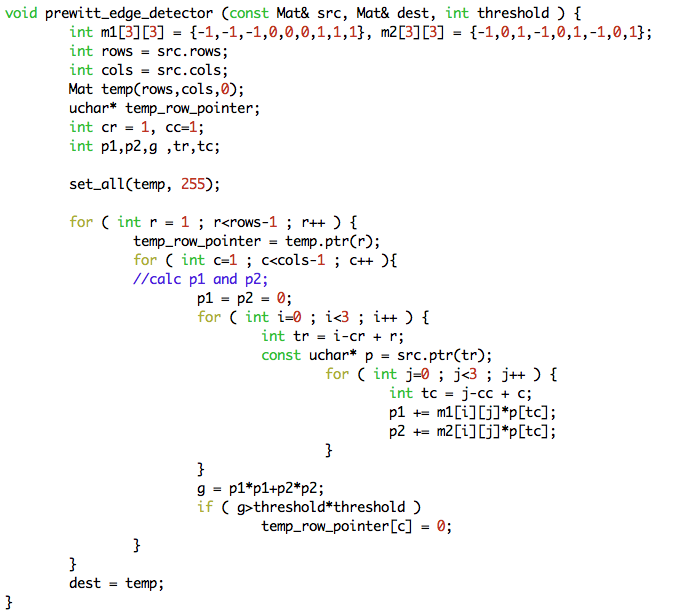 void prewitt_edge_detector (const Mat& src, Mat& dest, int threshold ) {
int m1[3][3] = {-1,-1,-1,0,0,0,1,1,1}, m2[3][3] = {-1,0,1,-1,0,1,-1,0,1};
int rows = src.rows;
int cols = src.cols;
Mat temp(rows,cols,0);
uchar* temp_row_pointer;
int cr = 1, cc=1;
int p1,p2,g ,tr,tc;
set_all(temp, 255);
for ( int r = 1 ; r<rows-1 ; r++ ) {
temp_row_pointer = temp.ptr(r);
for ( int c=1 ; c<cols-1 ; c++ ){
//calc p1 and p2;
p1 = p2 = 0;
for ( int i=0 ; i<3 ; i++ ) {
int tr = i-cr + r;
const uchar* p = src.ptr(tr);
for ( int j=0 ; j<3 ; j++ ) {
int tc = j-cc + c;
p1 += m1[i][j]*p[tc];
p2 += m2[i][j]*p[tc];
}
}
g = p1*p1+p2*p2;
if ( g>threshold*threshold )
temp_row_pointer[c] = 0;
}
}
dest = temp;
}